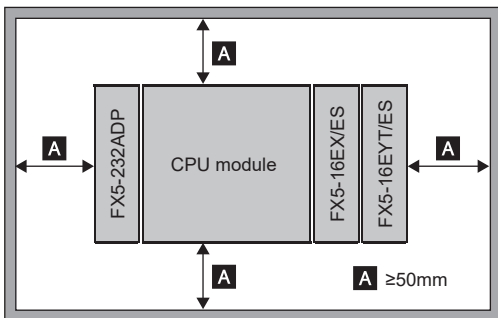 A
A
FX5-232ADP
CPU module
FX5-16EX/ES
FX5-16EYT/ES
A
A
A ≥50mm